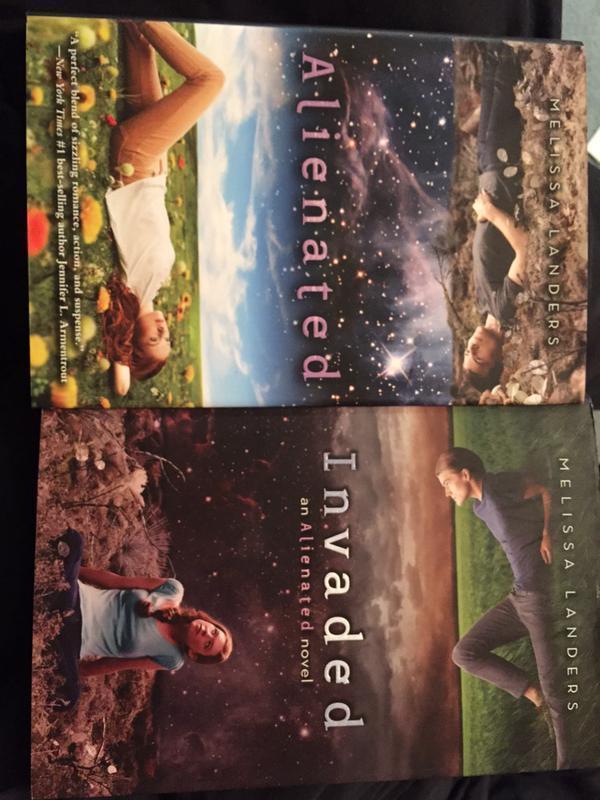 MELISSA LANDERS
Alienated
"A perfect blend of sizzling romance, action, and suspense."
—New York Times #1 best-selling author Jennifer L. Armentrout
MELISSA LANDERS
Invaded
an Alienated novel